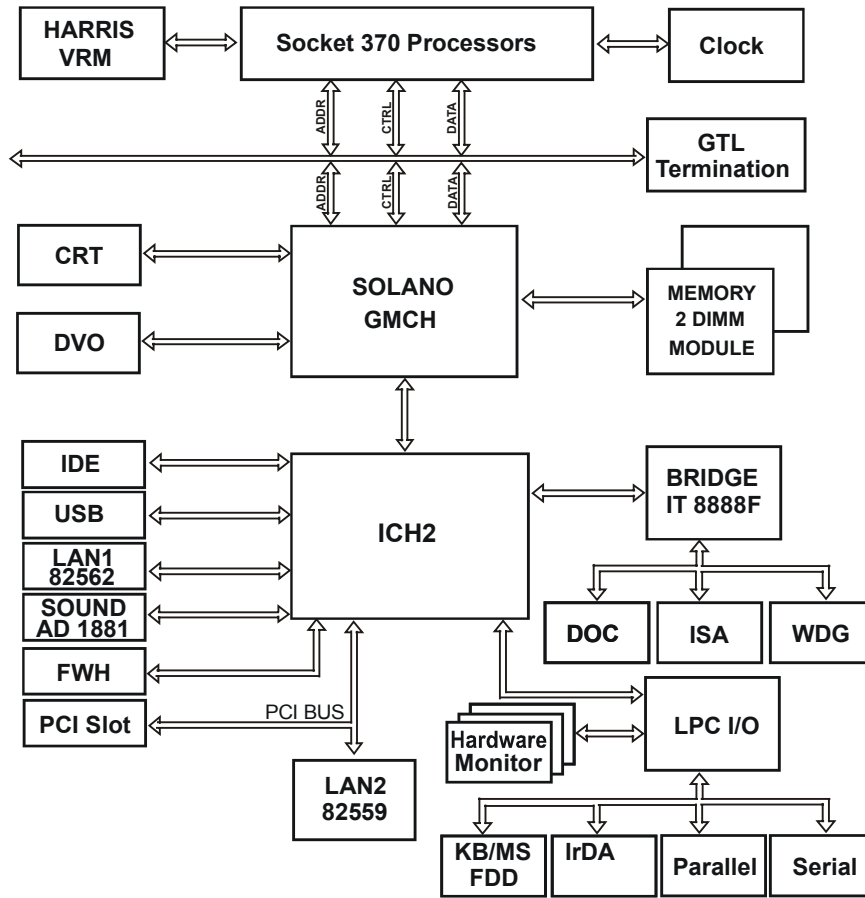 HARRIS
VRM
Socket 370 Processors
Clock
ADDR
CTRL
DATA
GTL
Termination
ADDR
CTRL
DATA
CRT
SOLANO
GMCH
MEMORY
2 DIMM
MODULE
DVO
IDE
USB
LAN1
82562
SOUND
AD 1881
FWH
PCI Slot
ICH2
BRIDGE
IT 8888F
DOC
ISA
WDG
PCI BUS
LAN2
82559
Hardware
Monitor
LPC I/O
KB/MS
FDD
IrDA
Parallel
Serial